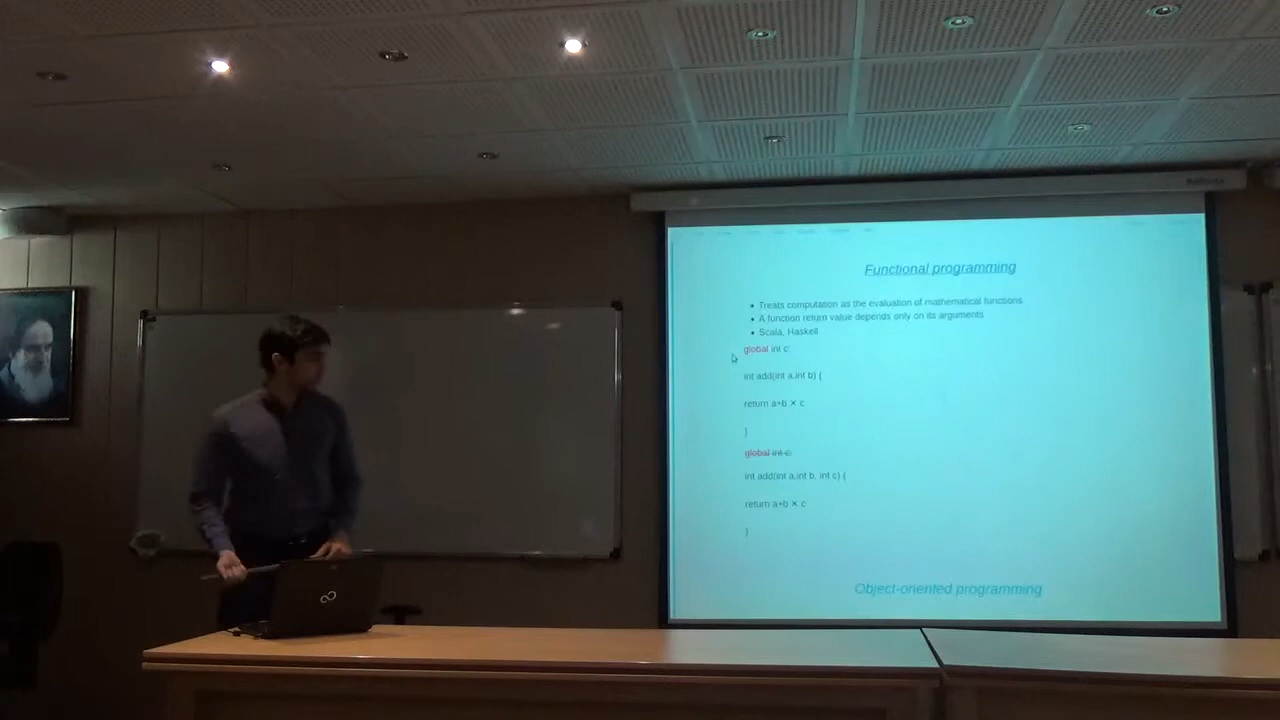 Functional programming
• Treats computation as the evaluation of mathematical functions
• A function return value depends only on its arguments
• Scala, Haskell
global int c;
int add(int a,int b) {
return a+b × c
}
global int c;
int add(int a,int b, int c) {
return a+b × c
}
Object-oriented programming